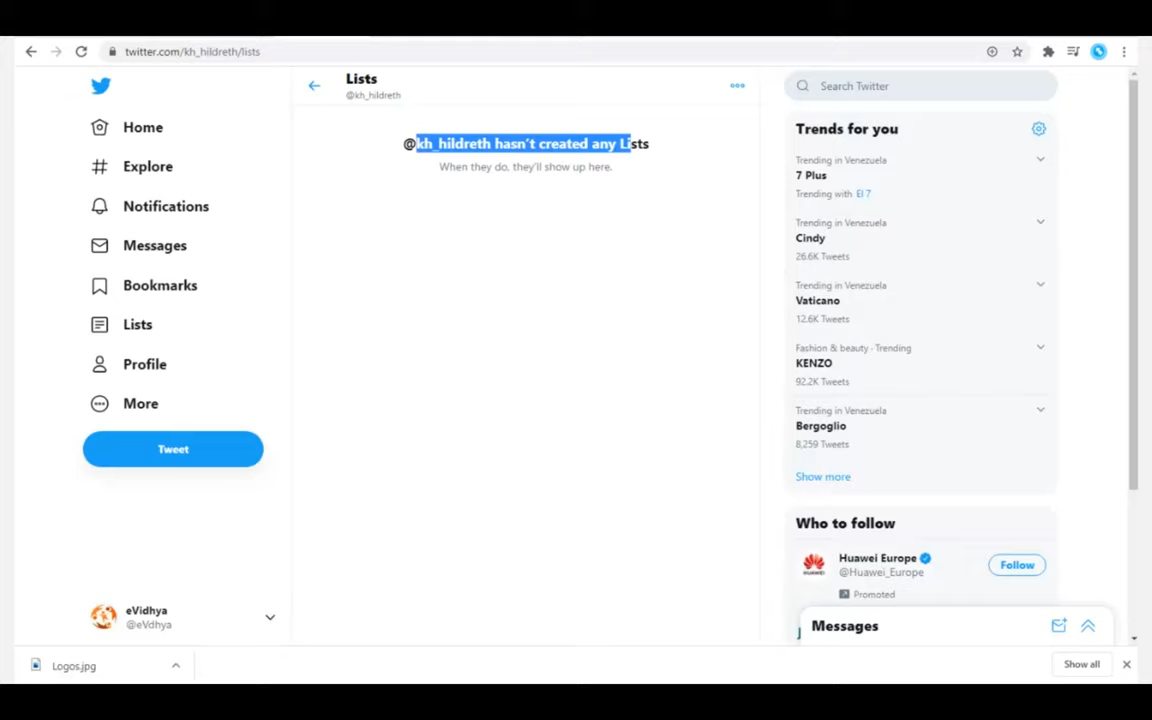 twitter.com/kh_hildreth/lists
Home
Explore
Notifications
Messages
Bookmarks
Lists
Profile
More
Tweet
eVidhya
@eVdhya
Lists
@kh_hildreth
@kh_hildreth hasn't created any Lists
When they do, they'll show up here.
Search Twitter
Trends for you
Trending in Venezuela
7 Plus
Trending with El 7
Trending in Venezuela
Cindy
26.6K Tweets
Trending in Venezuela
Vaticano
12.6K Tweets
Fashion & beauty · Trending
KENZO
92.2K Tweets
Trending in Venezuela
Bergoglio
8,259 Tweets
Show more
Who to follow
HUAWEI
Huawei Europe
@Huawei_Europe
Follow
Promoted
Messages
Logos.jpg
Show all